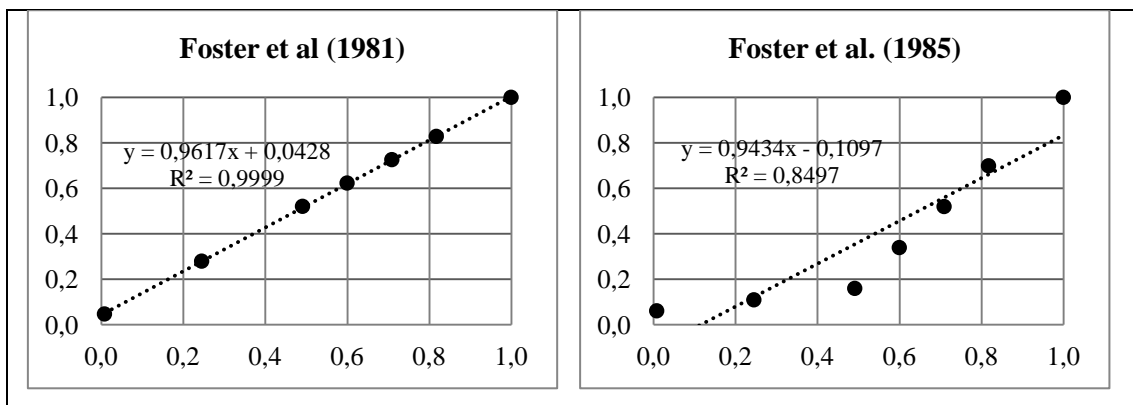 Foster et al (1981)
1,0
0,8
0,6
0,4
0,2
0,0
y = 0,9617x + 0,0428
R² = 0,9999
0,0 0,2 0,4 0,6 0,8 1,0
Foster et al. (1985)
1,0
0,8
0,6
0,4
0,2
0,0
y = 0,9434x - 0,1097
R² = 0,8497
0,0 0,2 0,4 0,6 0,8 1,0